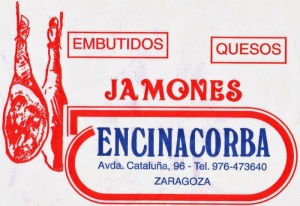 EMBUTIDOS QUESOS
JAMONES
ENCINACORBA
Avda. Cataluña, 96 - Tel. 976-473640
ZARAGOZA